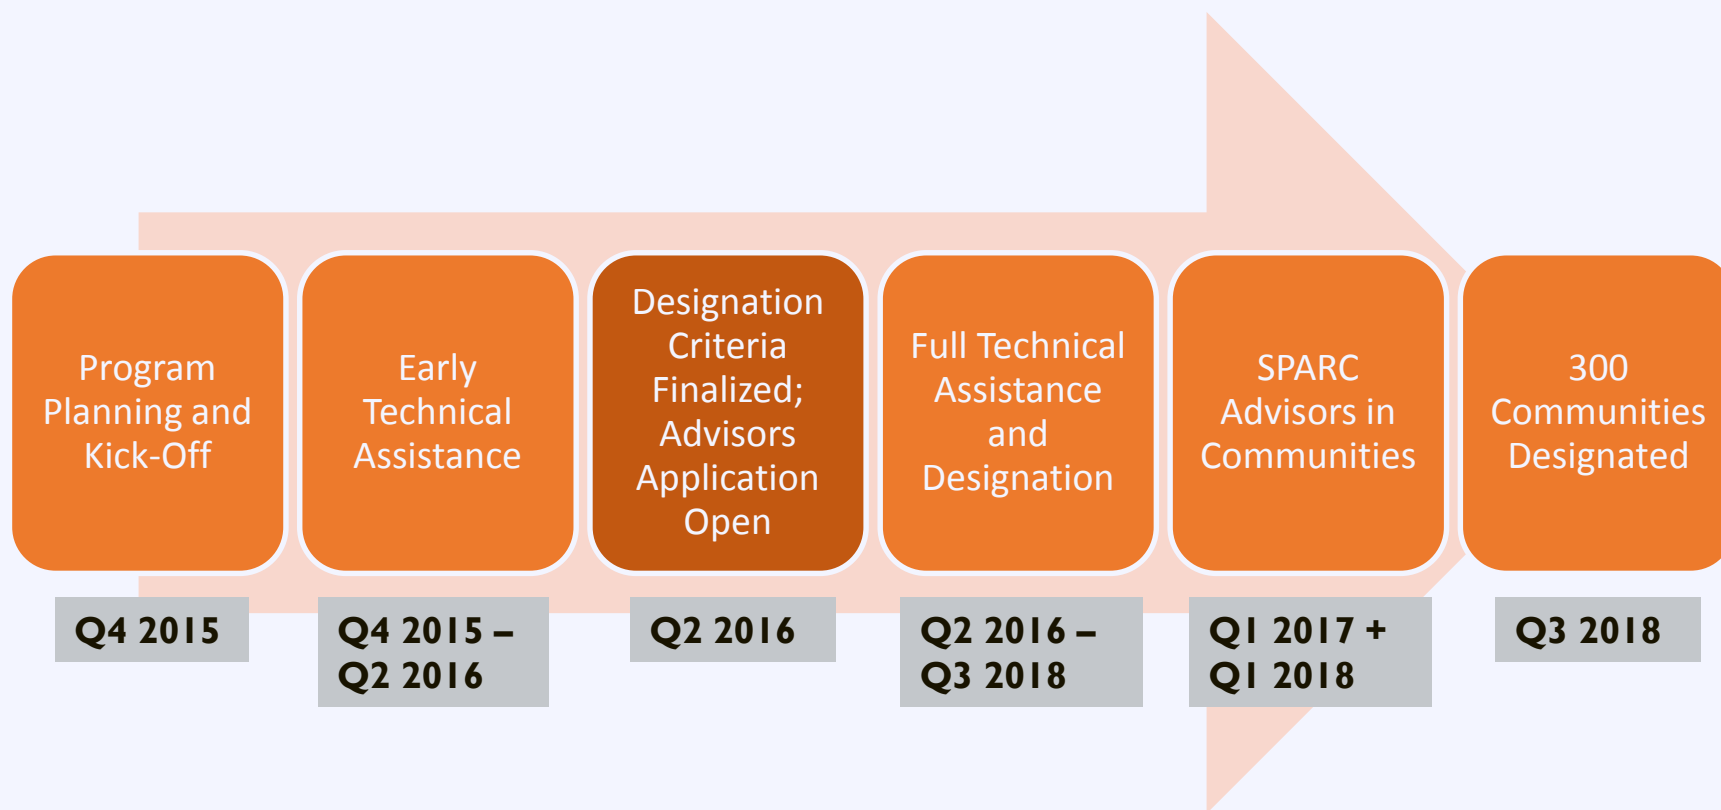 Program
Planning and
Kick-Off
Early
Technical
Assistance
Designation
Criteria
Finalized;
Advisors
Application
Open
Full Technical
Assistance
and
Designation
SPARC
Advisors in
Communities
300
Communities
Designated
Q4 2015
Q4 2015 –
Q2 2016
Q2 2016
Q2 2016 –
Q3 2018
Q1 2017 +
Q1 2018
Q3 2018